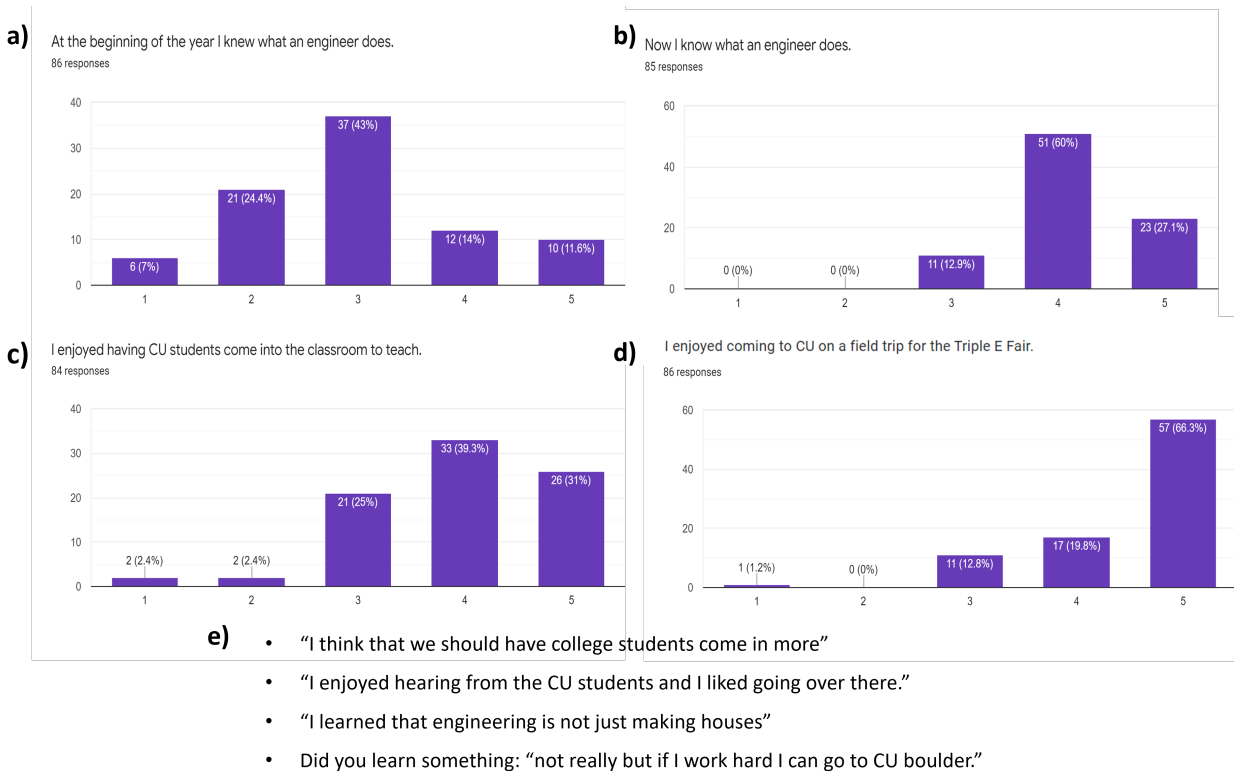 a)
At the beginning of the year I knew what an engineer does.
86 responses
40
30
20
10
0
6 (7%)
21 (24.4%)
37 (43%)
12 (14%)
10 (11.6%)
1 2 3 4 5
b)
Now I know what an engineer does.
85 responses
60
40
20
0
0 (0%)
0 (0%)
11 (12.9%)
51 (60%)
23 (27.1%)
1 2 3 4 5
c)
I enjoyed having CU students come into the classroom to teach.
84 responses
40
30
20
10
0
2 (2.4%)
2 (2.4%)
21 (25%)
33 (39.3%)
26 (31%)
1 2 3 4 5
d)
I enjoyed coming to CU on a field trip for the Triple E Fair.
86 responses
60
40
20
0
1 (1.2%)
0 (0%)
11 (12.8%)
17 (19.8%)
57 (66.3%)
1 2 3 4 5
e)
• “I think that we should have college students come in more”
• “I enjoyed hearing from the CU students and I liked going over there.”
• “I learned that engineering is not just making houses”
• Did you learn something: “not really but if I work hard I can go to CU boulder.”